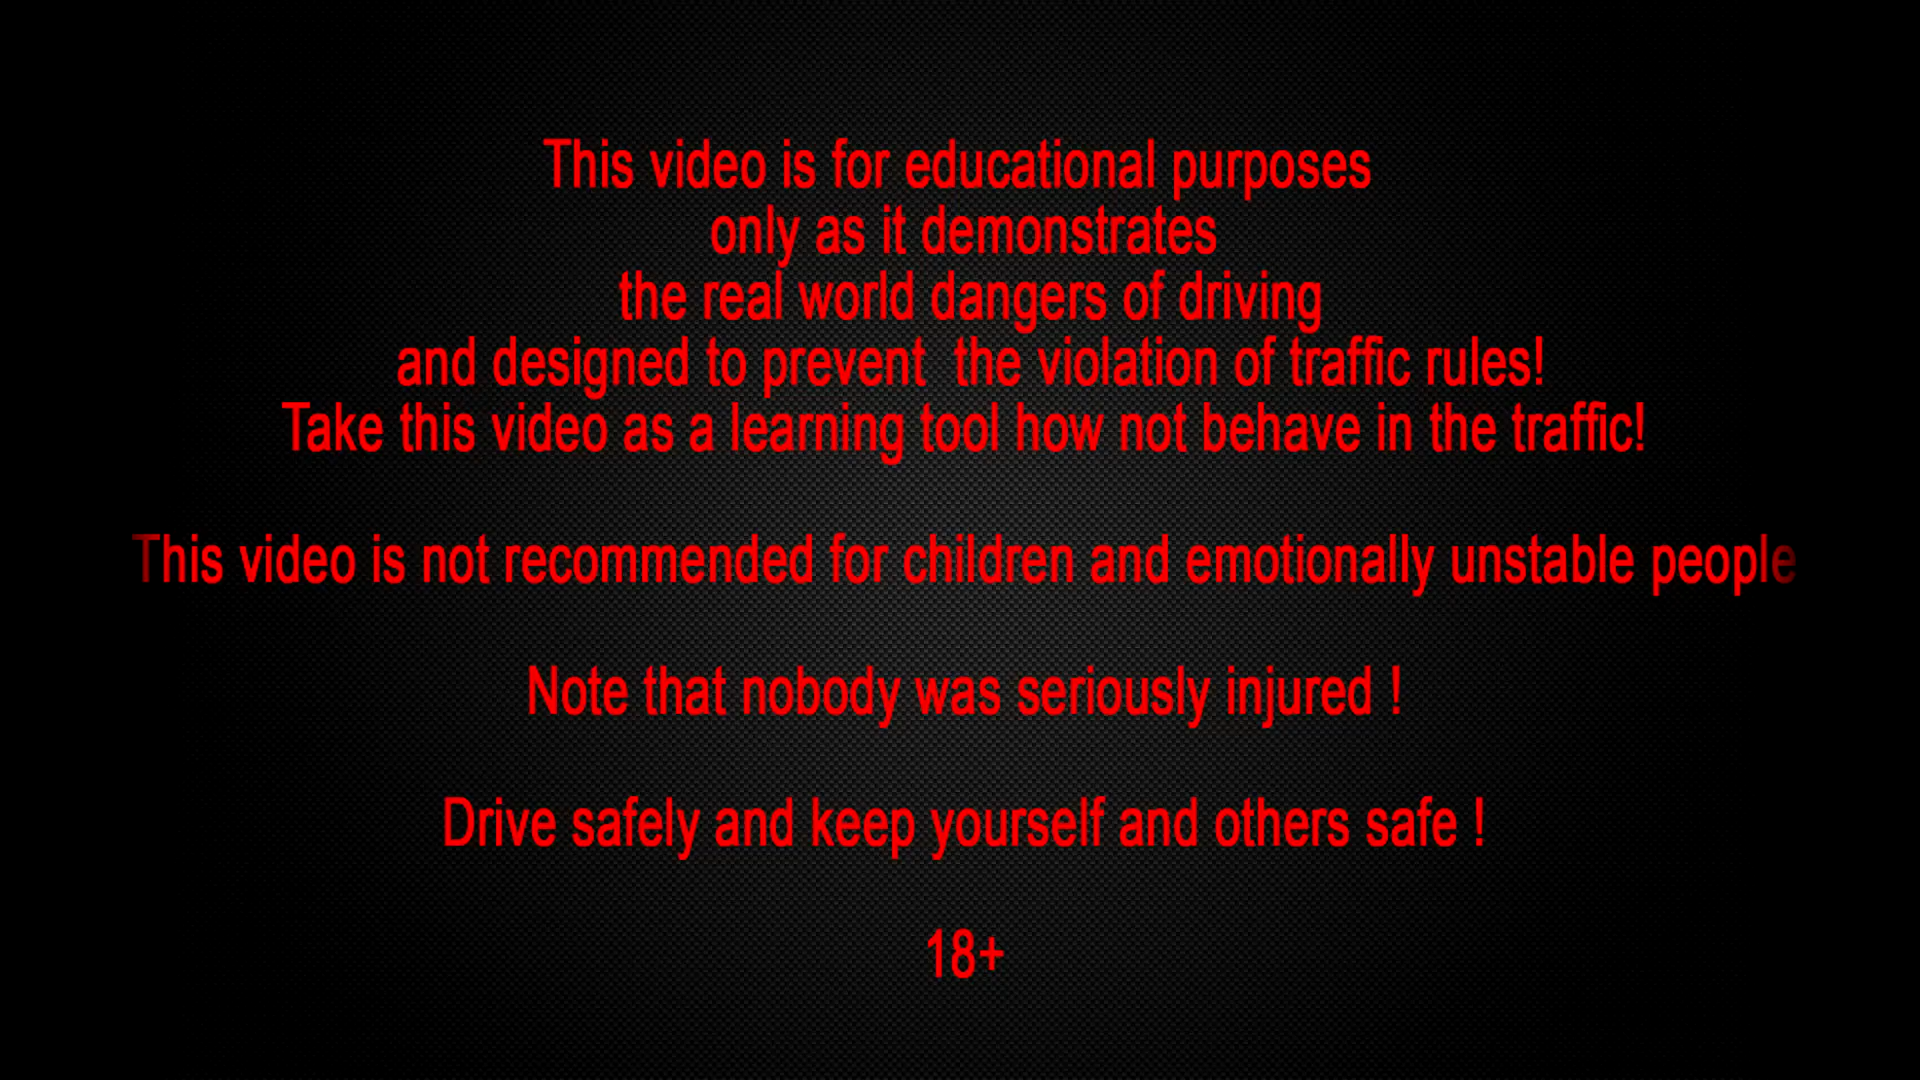 This video is for educational purposes
only as it demonstrates
the real world dangers of driving
and designed to prevent  the violation of traffic rules!
Take this video as a learning tool how not behave in the traffic!
This video is not recommended for children and emotionally unstable people
Note that nobody was seriously injured !
Drive safely and keep yourself and others safe !
18+